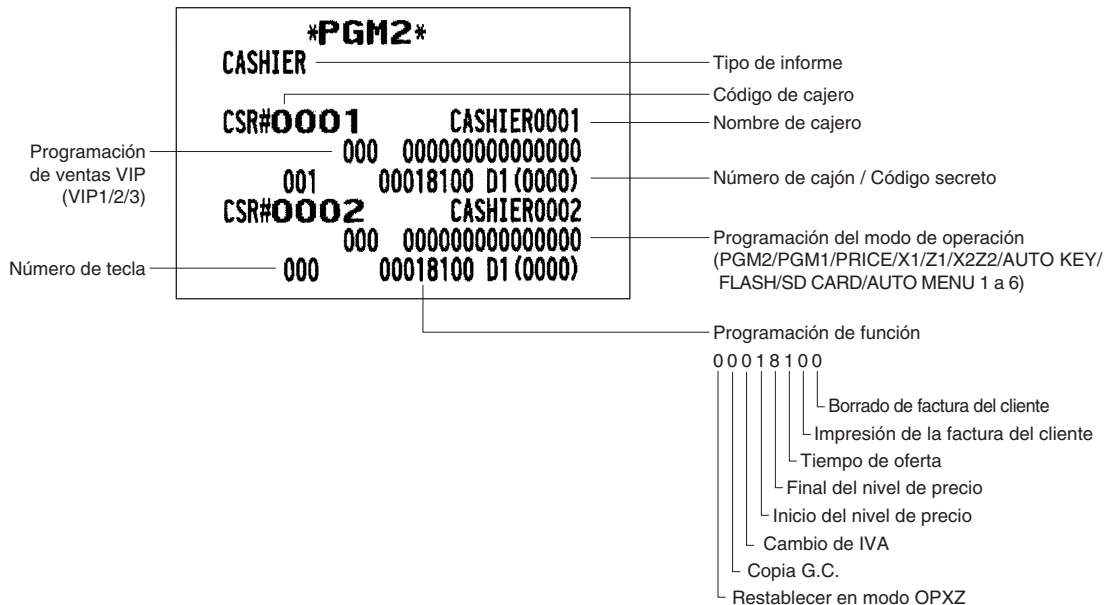 *PGM2*
CASHIER
CSR#0001 CASHIER0001
000 000000000000000
001 00018100 D1(0000)
CSR#0002 CASHIER0002
000 000000000000000
000 00018100 D1(0000)
Programación
de ventas VIP
(VIP1/2/3)
Número de tecla
Tipo de informe
Código de cajero
Nombre de cajero
Número de cajón / Código secreto
Programación del modo de operación
(PGM2/PGM1/PRICE/X1/Z1/X2Z2/AUTO KEY/
FLASH/SD CARD/AUTO MENU 1 a 6)
Programación de función
0 0 0 1 8 1 0 0
Borrado de factura del cliente
Impresión de la factura del cliente
Tiempo de oferta
Final del nivel de precio
Inicio del nivel de precio
Cambio de IVA
Copia G.C.
Restablecer en modo OPXZ